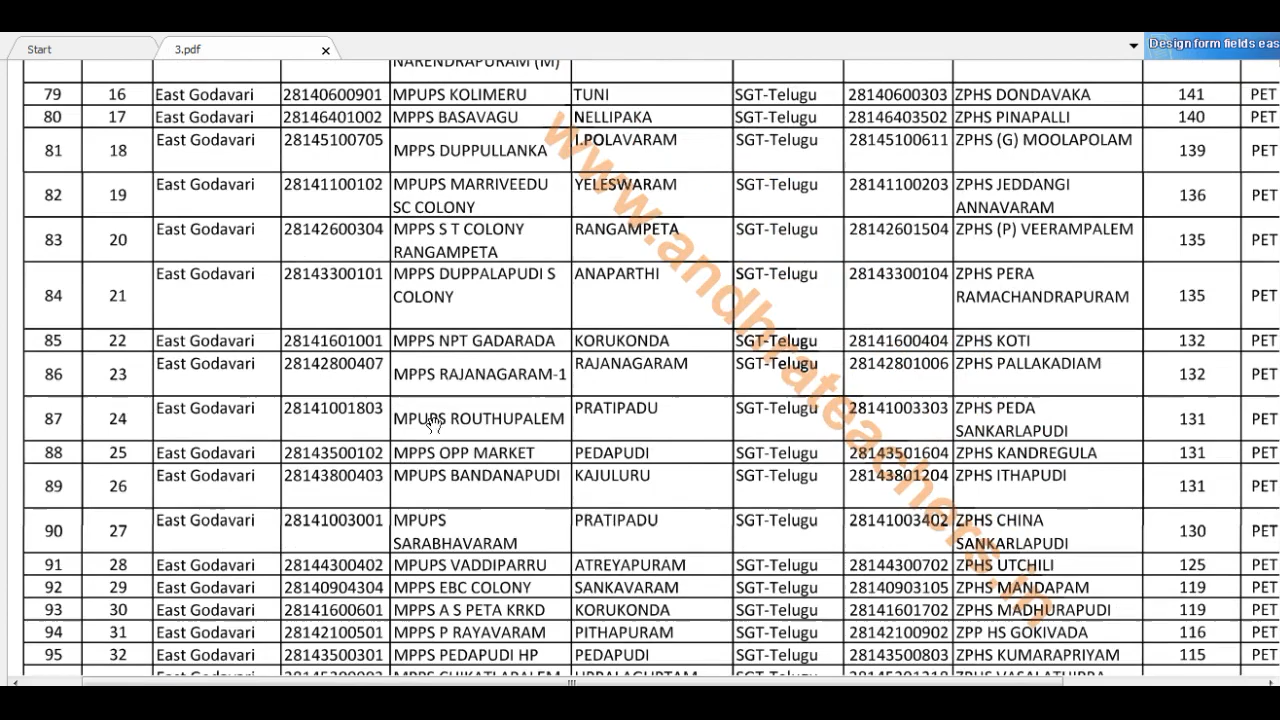 Start
3.pdf
Design form fields eas
NARENDRAPURAM (M)
79 16 East Godavari 28140600901 MPUPS KOLIMERU TUNI SGT-Telugu 28140600303 ZPHS DONDAVAKA 141 PET
80 17 East Godavari 28146401002 MPPS BASAVAGU NELLIPAKA SGT-Telugu 28146403502 ZPHS PINAPALLI 140 PET
81 18 East Godavari 28145100705 MPPS DUPPULLANKA I.POLAVARAM SGT-Telugu 28145100611 ZPHS (G) MOOLAPOLAM 139 PET
82 19 East Godavari 28141100102 MPUPS MARRIVEEDU YELESWARAM SGT-Telugu 28141100203 ZPHS JEDDANGI 136 PET
SC COLONY ANNAVARAM
83 20 East Godavari 28142600304 MPPS S T COLONY RANGAMPETA SGT-Telugu 28142601504 ZPHS (P) VEERAMPALEM 135 PET
RANGAMPETA
84 21 East Godavari 28143300101 MPPS DUPPALAPUDI S ANAPARTHI SGT-Telugu 28143300104 ZPHS PERA 135 PET
COLONY RAMACHANDRAPURAM
85 22 East Godavari 28141601001 MPPS NPT GADARADA KORUKONDA SGT-Telugu 28141600404 ZPHS KOTI 132 PET
86 23 East Godavari 28142800407 MPPS RAJANAGARAM-1 RAJANAGARAM SGT-Telugu 28142801006 ZPHS PALLAKADIAM 132 PET
87 24 East Godavari 28141001803 MPUPS ROUTHUPALEM PRATIPADU SGT-Telugu 28141003303 ZPHS PEDA 131 PET
SANKARLAPUDI
88 25 East Godavari 28143500102 MPPS OPP MARKET PEDAPUDI SGT-Telugu 28143501604 ZPHS KANDREGULA 131 PET
89 26 East Godavari 28143800403 MPUPS BANDANAPUDI KAJULURU SGT-Telugu 28143801204 ZPHS ITHAPUDI 131 PET
90 27 East Godavari 28141003001 MPUPS PRATIPADU SGT-Telugu 28141003402 ZPHS CHINA 130 PET
SARABHAVARAM SANKARLAPUDI
91 28 East Godavari 28144300402 MPUPS VADDIPARRU ATREYAPURAM SGT-Telugu 28144300702 ZPHS UTCHILI 125 PET
92 29 East Godavari 28140904304 MPPS EBC COLONY SANKAVARAM SGT-Telugu 28140903105 ZPHS MANDAPAM 119 PET
93 30 East Godavari 28141600601 MPPS A S PETA KRKD KORUKONDA SGT-Telugu 28141601702 ZPHS MADHURAPUDI 119 PET
94 31 East Godavari 28142100501 MPPS P RAYAVARAM PITHAPURAM SGT-Telugu 28142100902 ZPP HS GOKIVADA 116 PET
95 32 East Godavari 28143500301 MPPS PEDAPUDI HP PEDAPUDI SGT-Telugu 28143500803 ZPHS KUMARAPRIYAM 115 PET
www.andhrateachers.in